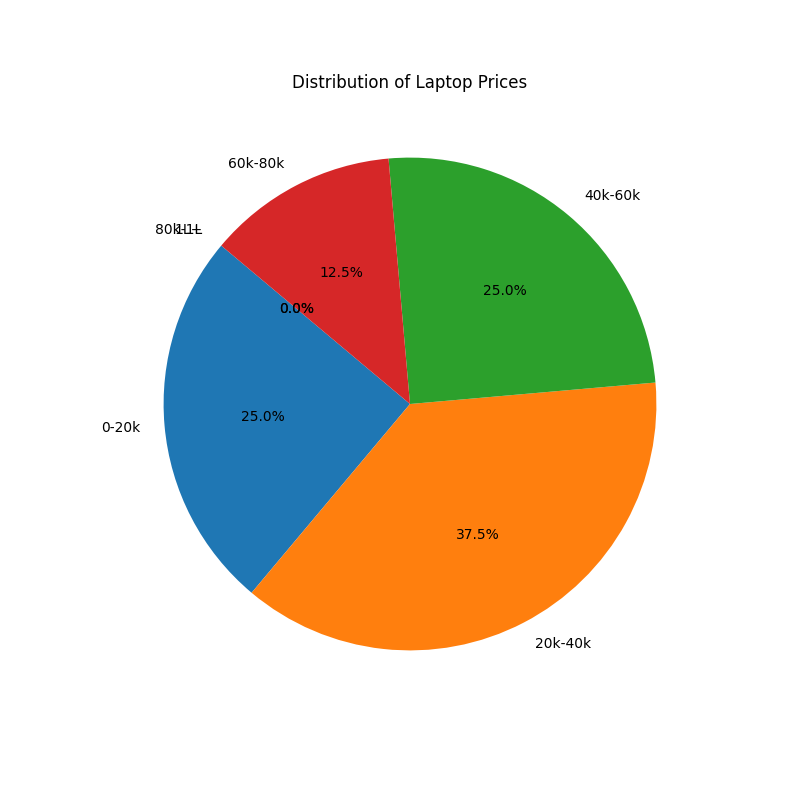 Distribution of Laptop Prices
60k-80k
40k-60k
12.5%
25.0%
0.0%
25.0%
0-20k
37.5%
20k-40k